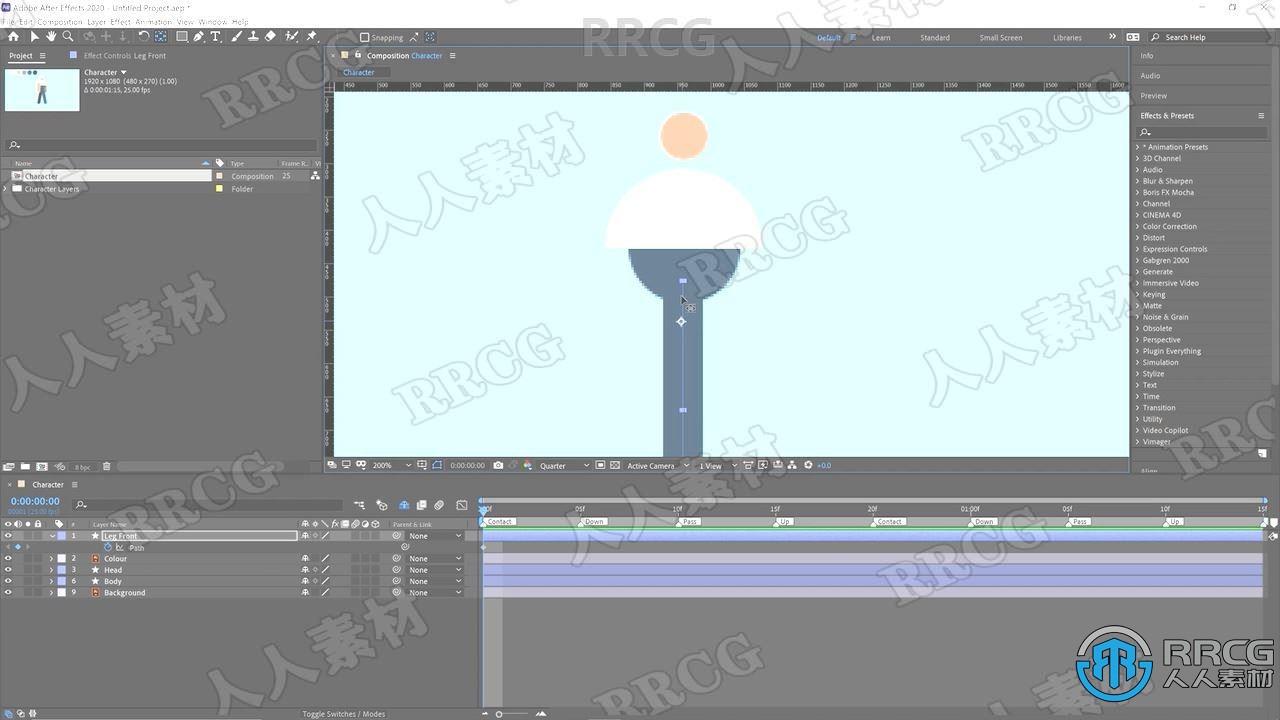 Adobe After Effects 2020 - Untitled Project.aep *
File Edit Composition Layer Effect Animation View Window Help
Snapping
Default
Learn
Standard
Small Screen
Libraries
Search Help
RRCG
Project
Effect Controls Leg Front
Composition Character
Info
Character
1920 x 1080 (480 x 270) (1.00)
Δ 0:00:01:15, 25.00 fps
Character
Audio
Preview
Effects & Presets
450 500 550 600 650 700 750 800 850 900 950 1000 1050 1100 1150 1200 1250 1300 1350 1400 1450 1500 1550 1600
Name Type Frame R..
Character Composition 25
Character Layers Folder
* Animation Presets
3D Channel
Audio
Blur & Sharpen
Boris FX Mocha
Channel
CINEMA 4D
Color Correction
Distort
Expression Controls
Gabgren 2000
Generate
Immersive Video
Keying
Matte
Noise & Grain
Obsolete
Perspective
Plugin Everything
Simulation
Stylize
Text
Time
Transition
Utility
Video Copilot
Vimager
Align
8 bpc
200%
0:00:00:00
Quarter
Active Camera
1 View
+0.0
Character
0:00:00:00
00001 (25.00 fps)
05f 10f 15f 20f 01:00f 05f 10f 15f
Contact Down Pass Up Contact Down Pass Up
# Layer Name Parent & Link
1 Leg Front None
Path
2 Colour None
3 Head None
6 Body None
9 Background None
Toggle Switches / Modes
RRCG
人人素材